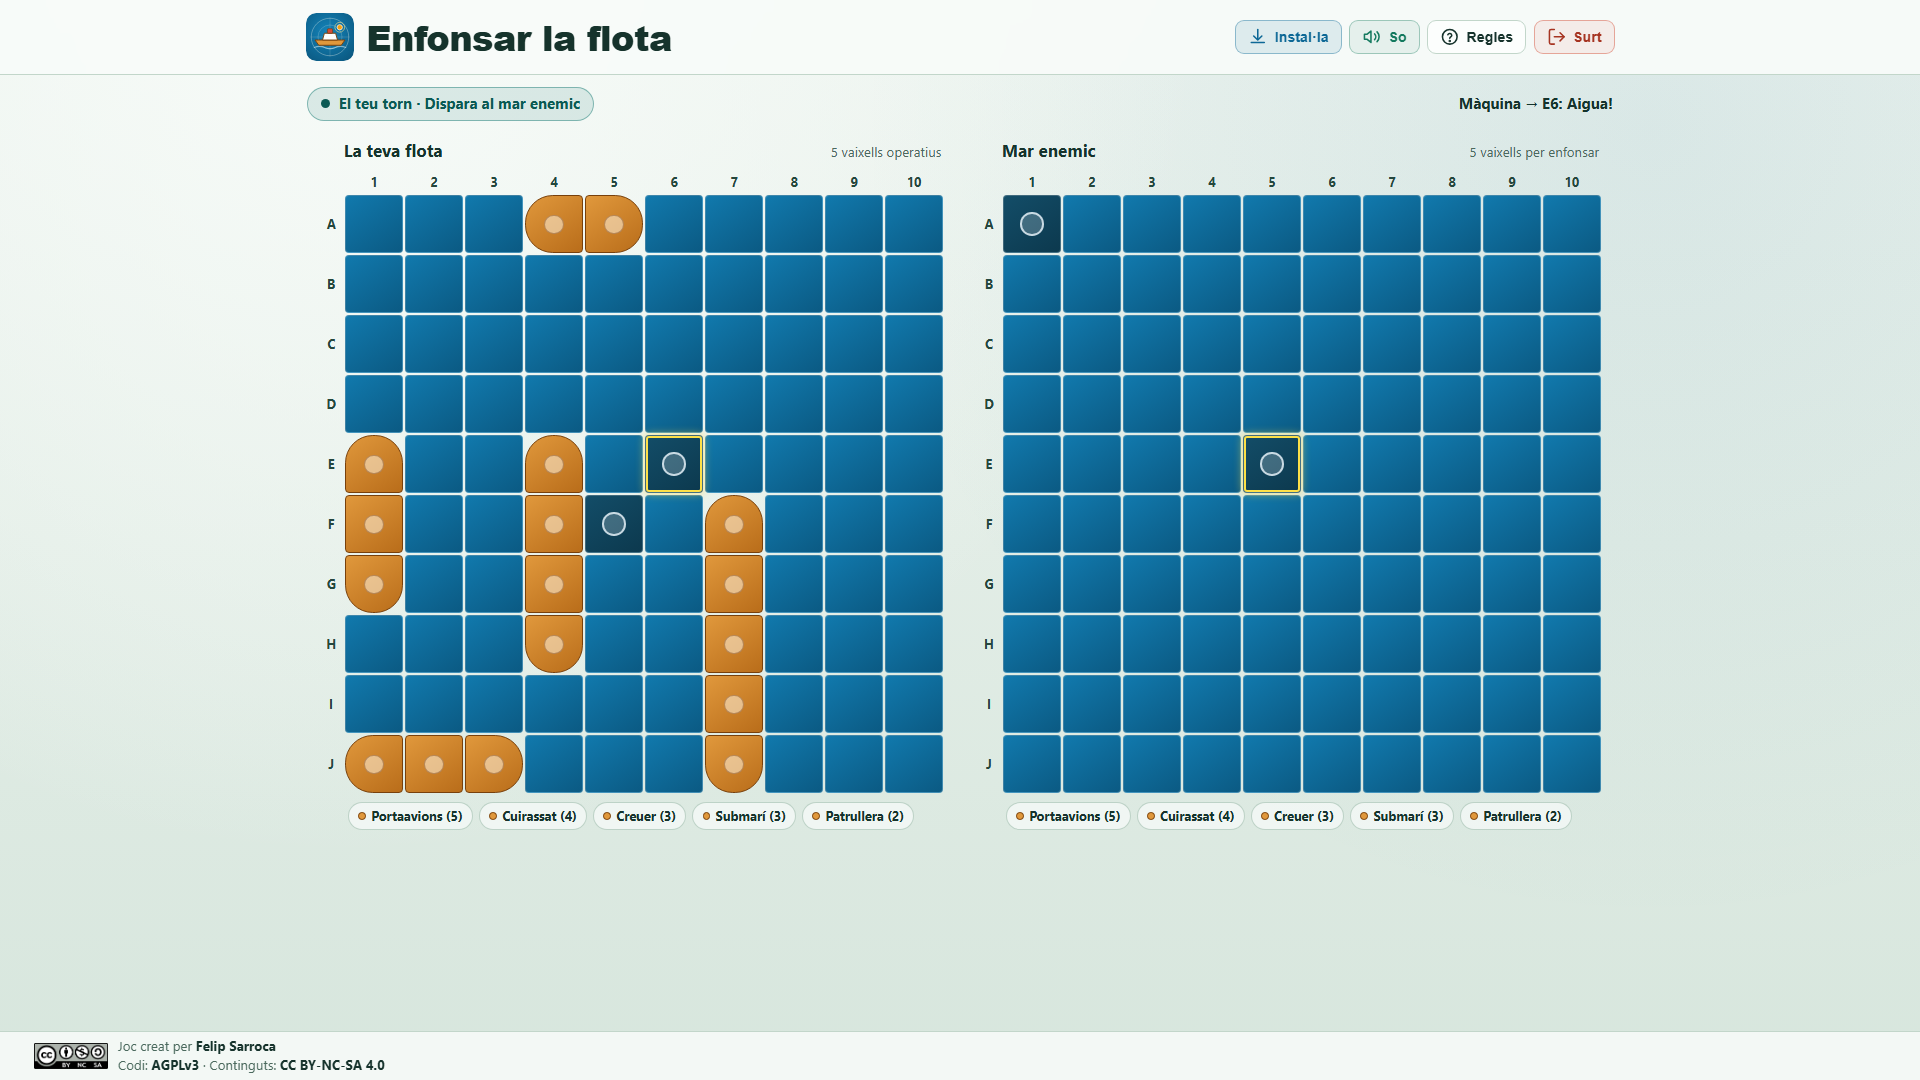 Enfonsar la flota
Instal·la
So
Regles
Surt
El teu torn · Dispara al mar enemic
Màquina → E6: Aigua!
La teva flota
5 vaixells operatius
1 2 3 4 5 6 7 8 9 10
A
B
C
D
E
F
G
H
I
J
Portaavions (5)
Cuirassat (4)
Creuer (3)
Submarí (3)
Patrullera (2)
Mar enemic
5 vaixells per enfonsar
1 2 3 4 5 6 7 8 9 10
A
B
C
D
E
F
G
H
I
J
Portaavions (5)
Cuirassat (4)
Creuer (3)
Submarí (3)
Patrullera (2)
cc BY NC SA
Joc creat per Felip Sarroca
Codi: AGPLv3 · Continguts: CC BY-NC-SA 4.0